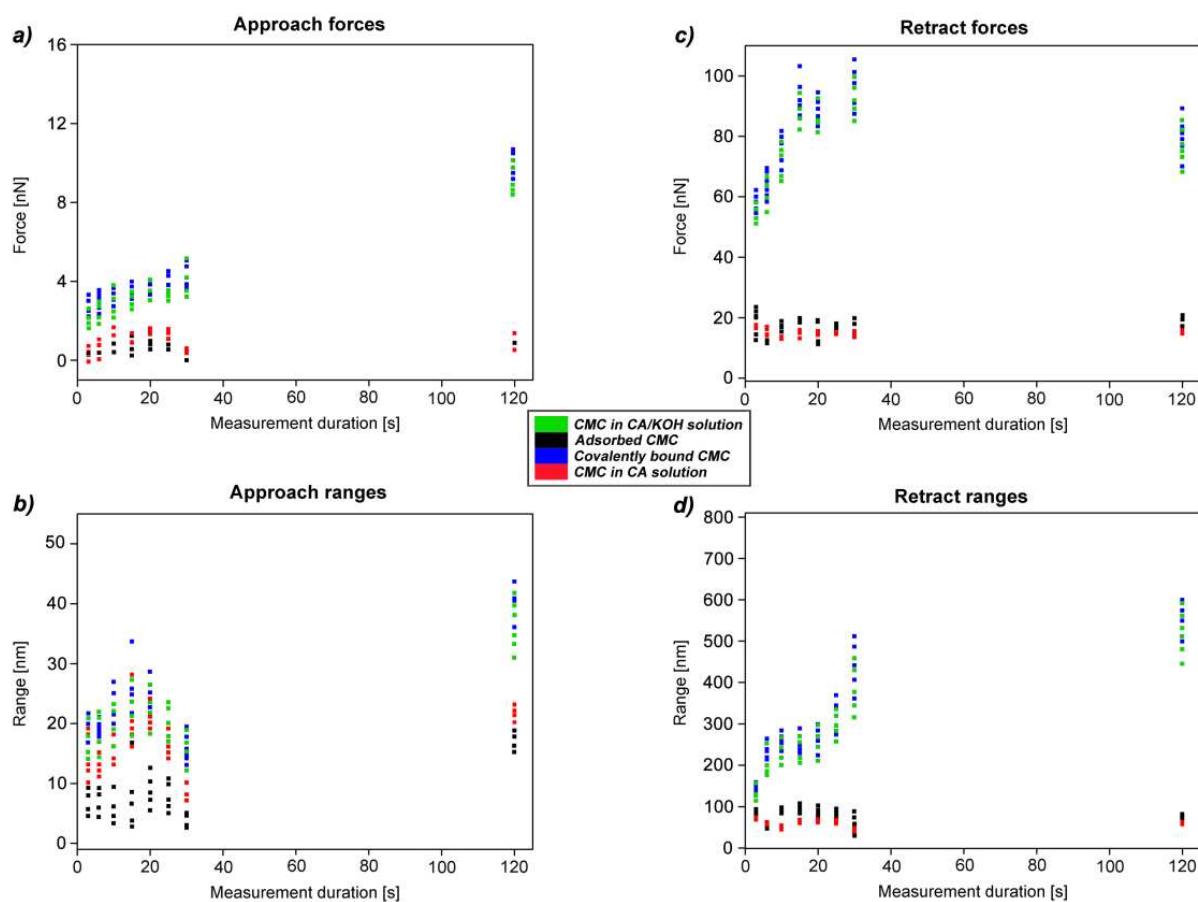 a)
Approach forces
16
12
8
4
0
Force [nN]
0 20 40 60 80 100 120
Measurement duration [s]
c)
Retract forces
100
80
60
40
20
0
Force [nN]
0 20 40 60 80 100 120
Measurement duration [s]
CMC in CA/KOH solution
Adsorbed CMC
Covalently bound CMC
CMC in CA solution
b)
Approach ranges
50
40
30
20
10
0
Range [nm]
0 20 40 60 80 100 120
Measurement duration [s]
d)
Retract ranges
800
700
600
500
400
300
200
100
0
Range [nm]
0 20 40 60 80 100 120
Measurement duration [s]